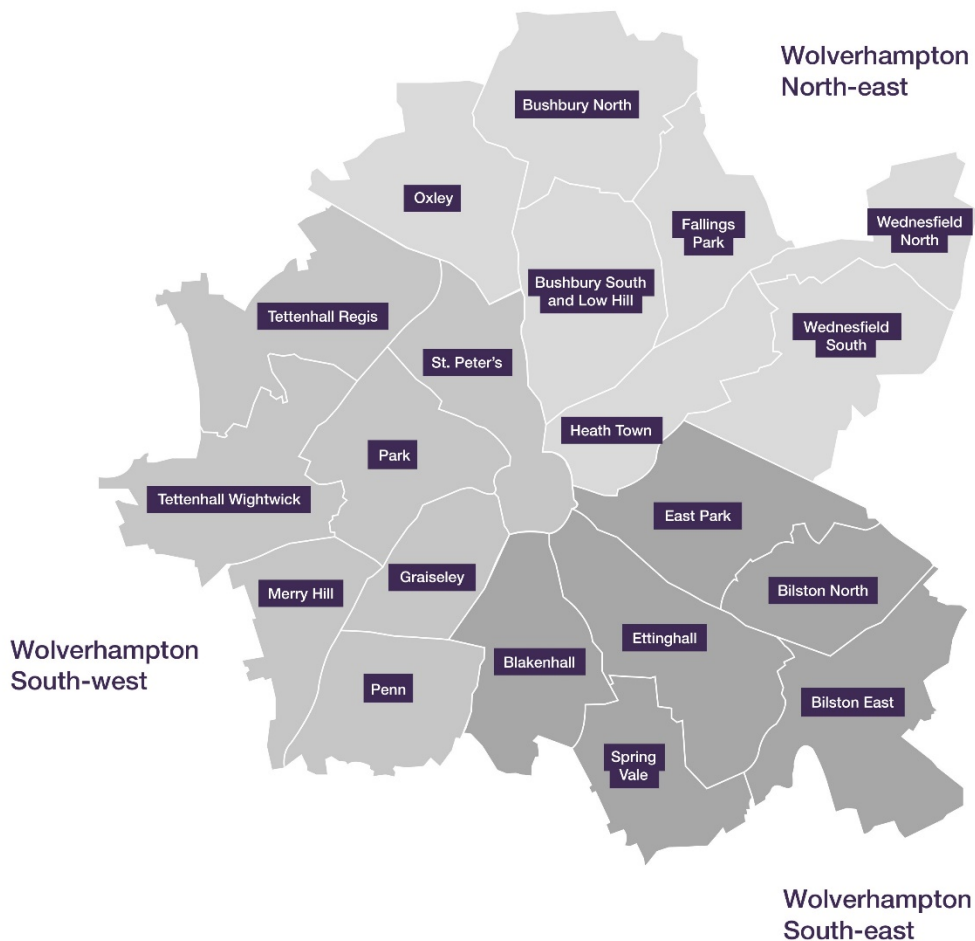 Wolverhampton
North-east
Bushbury North
Oxley
Fallings
Park
Wednesfield
North
Bushbury South
and Low Hill
Tettenhall Regis
Wednesfield
South
St. Peter's
Heath Town
Park
Tettenhall Wightwick
East Park
Graiseley
Merry Hill
Bilston North
Ettinghall
Wolverhampton
South-west
Blakenhall
Penn
Bilston East
Spring
Vale
Wolverhampton
South-east